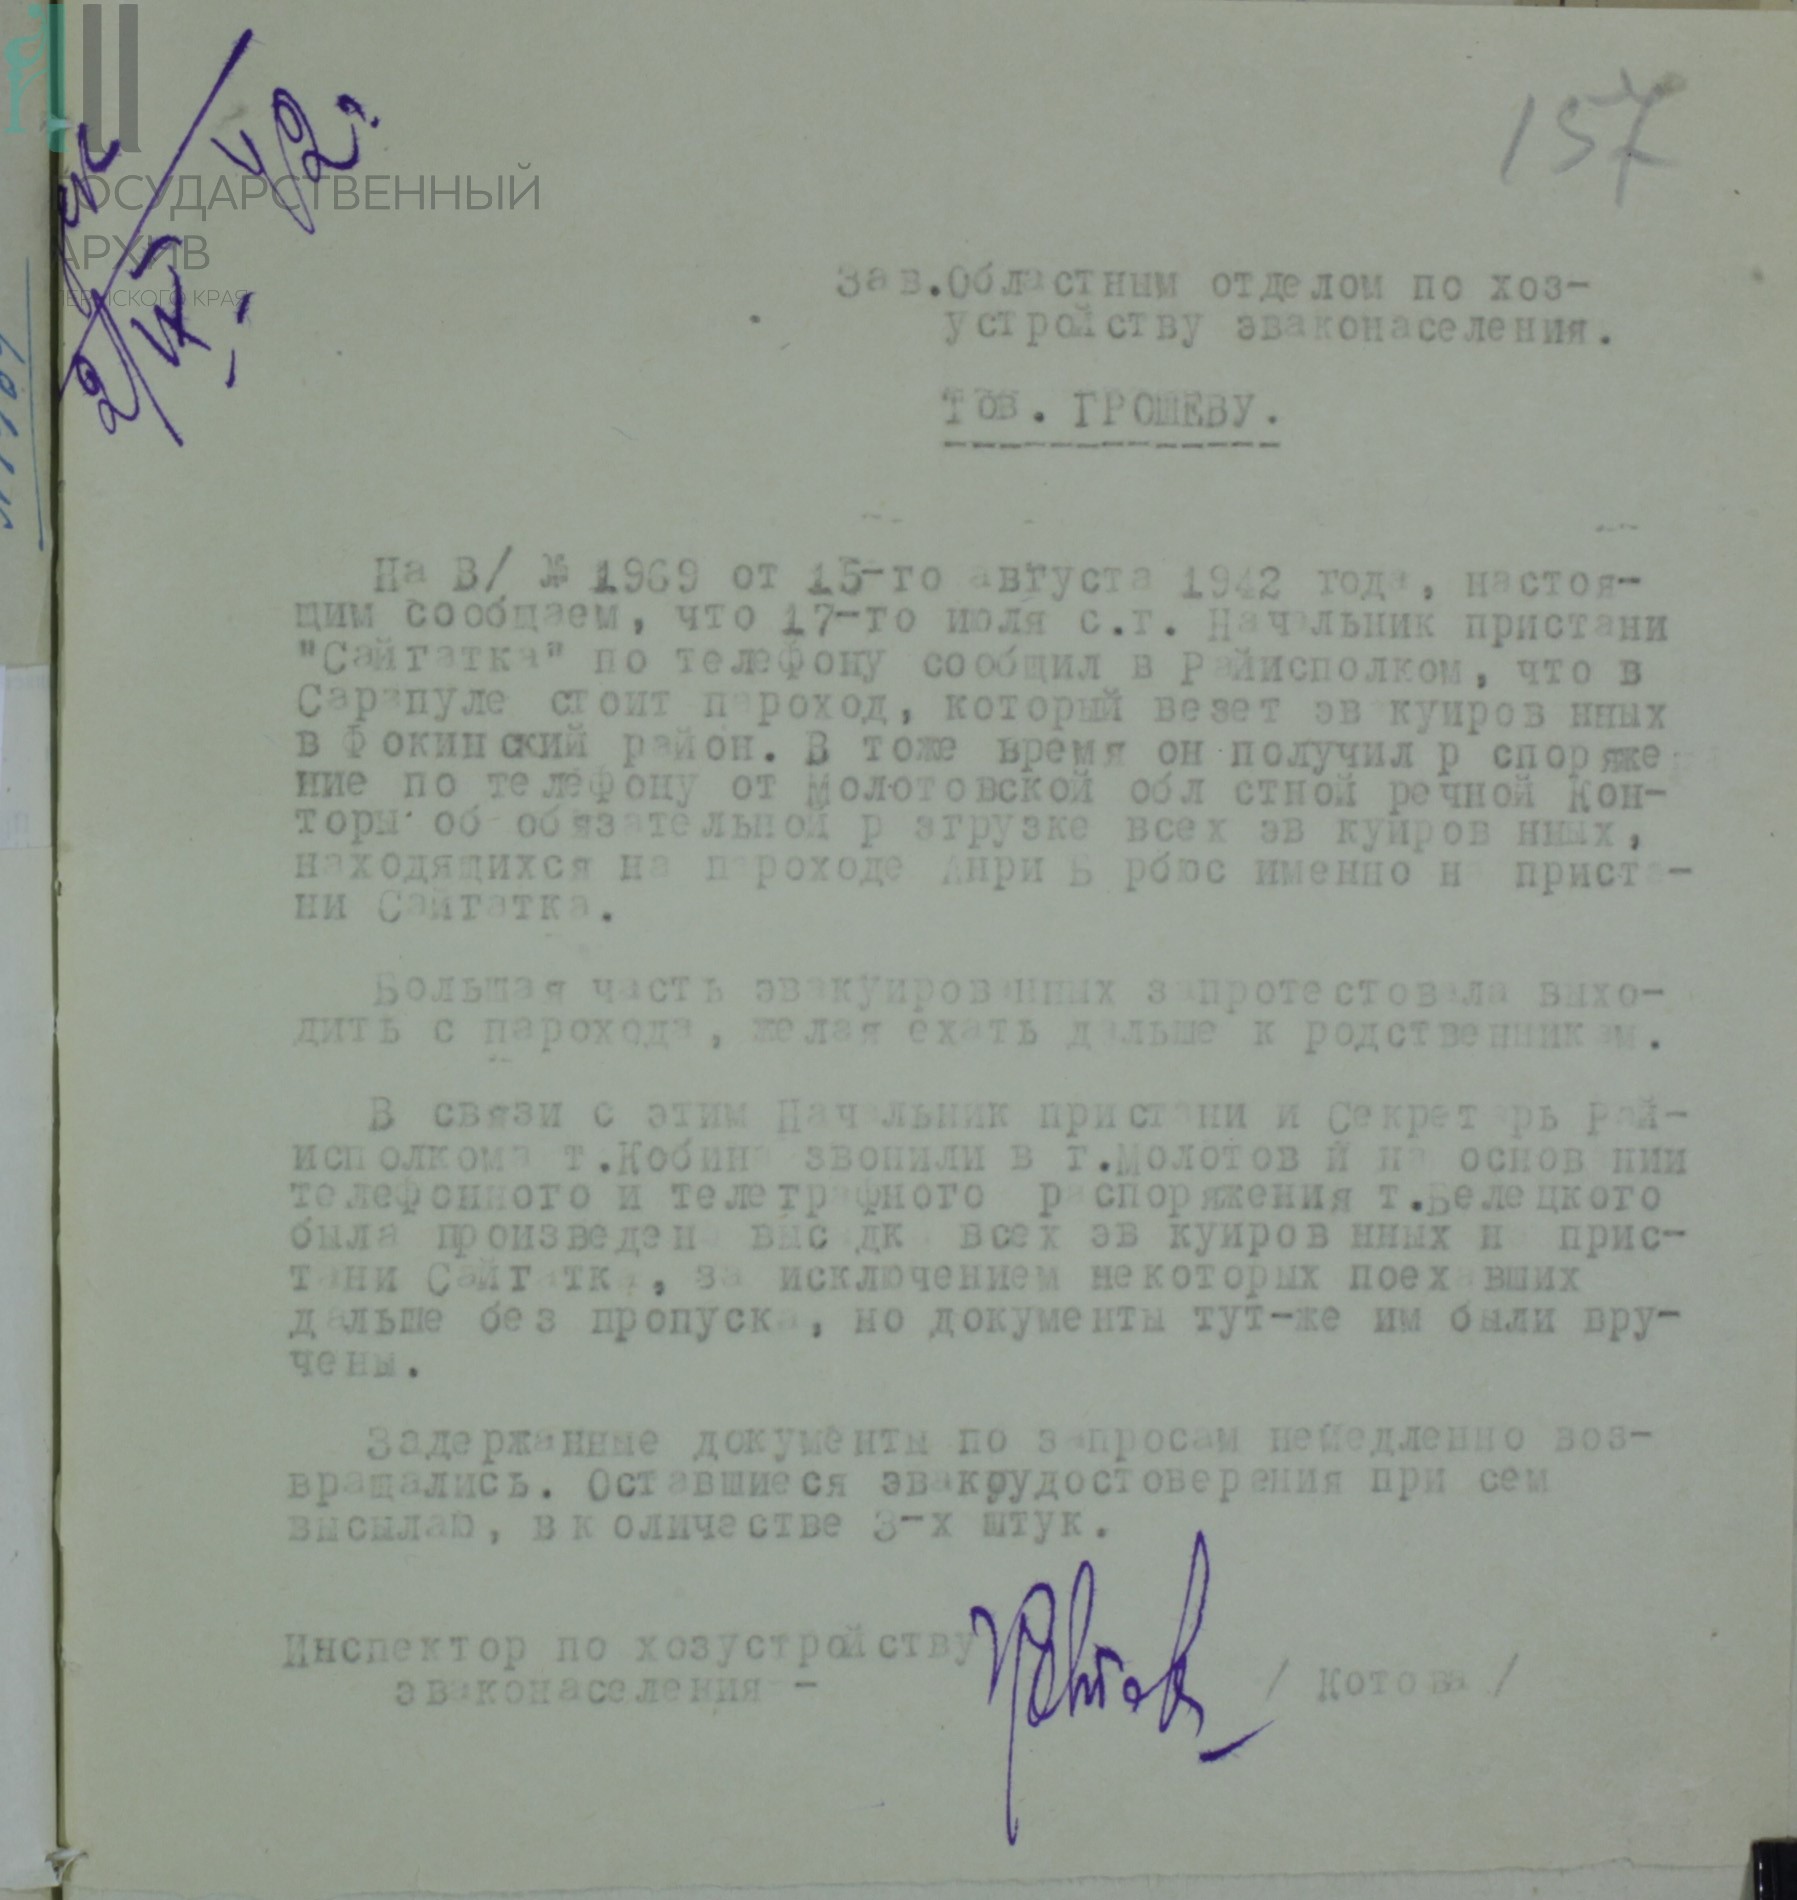 157
ГОСУДАРСТВЕННЫЙ
АРХИВ
ПЕРМСКОГО КРАЯ
2/IX - 42.
Зав.Областным отделом по хоз-
устройству эваконаселения.
Тов. ГРОШЕВУ.
На В/ № 1969 от 15-го августа 1942 года, настоя-
щим сообщаем, что 17-го июля с.г. Начальник пристани
"Сайгатка" по телефону сообщил в Райисполком, что в
Сарапуле стоит пароход, который везет эвакуированных
в Фокинский район. В тоже время он получил распоряже
ние по телефону от Молотовской областной речной Кон-
торы об обязательной разгрузке всех эвакуированных,
находящихся на пароходе Анри Барбюс именно на приста-
ни Сайгатка.
Большая часть эвакуированных запротестовала выхо-
дить с парохода, желая ехать дальше к родственникам.
В связи с этим Начальник пристани и Секретарь Рай-
исполкома т.Кобина звонили в г.Молотов и на основании
телефонного и телеграфного распоряжения т.Белецкого
была произведена высадка всех эвакуированных на прис-
тани Сайгатка, за исключением некоторых поехавших
дальше без пропуска, но документы тут-же им были вру-
чены.
Задержанные документы по запросам немедленно воз-
вращались. Оставшиеся эвакоудостоверения при сем
высылаю, в количестве 3-х штук.
Инспектор по хозустройству
эваконаселения - / Котова /